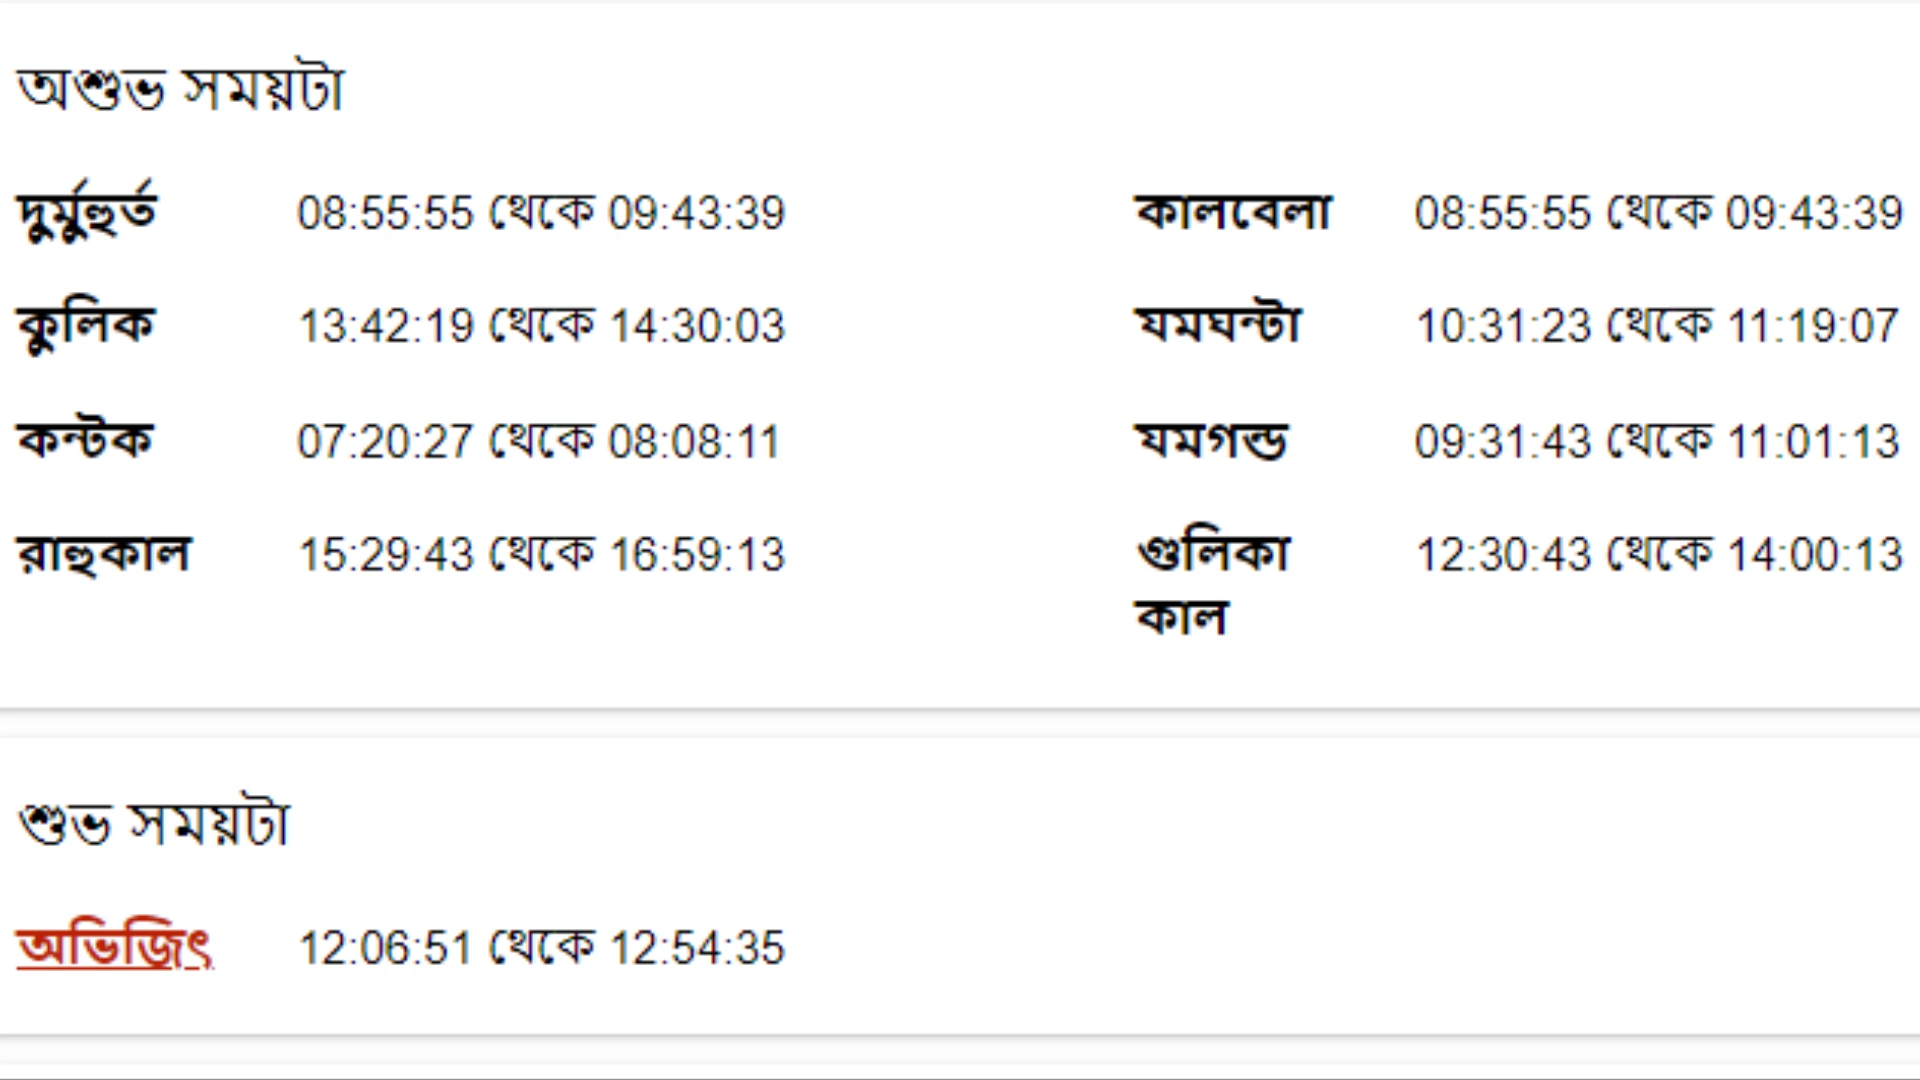 অশুভ সময়টা
দুর্মুহুর্ত 08:55:55 থেকে 09:43:39 কালবেলা 08:55:55 থেকে 09:43:39
কুলিক 13:42:19 থেকে 14:30:03 যমঘন্টা 10:31:23 থেকে 11:19:07
কন্টক 07:20:27 থেকে 08:08:11 যমগন্ড 09:31:43 থেকে 11:01:13
রাহুকাল 15:29:43 থেকে 16:59:13 গুলিকা 12:30:43 থেকে 14:00:13
কাল
শুভ সময়টা
অভিজিৎ 12:06:51 থেকে 12:54:35